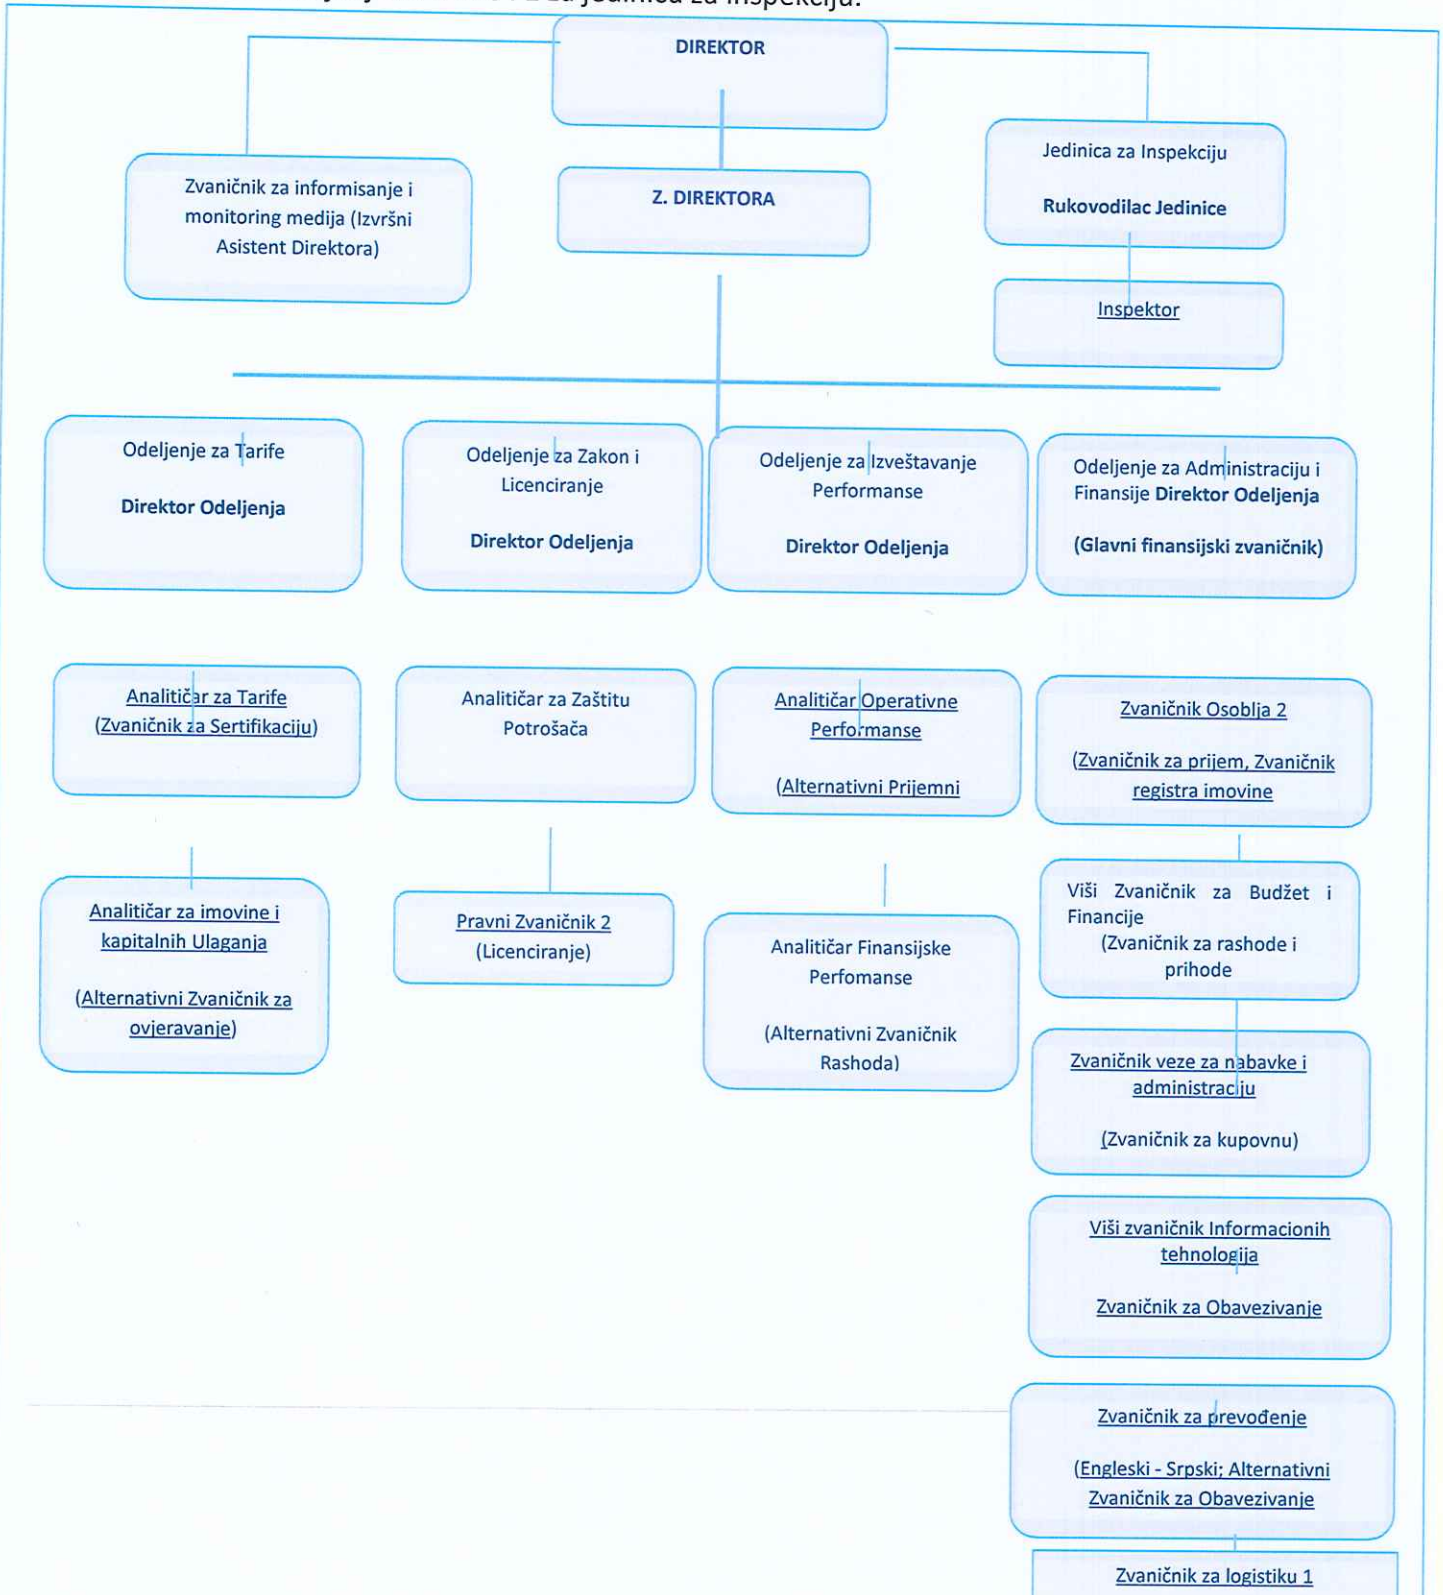 za Jedinica za Inspekciju.
DIREKTOR
Zvaničnik za informisanje i
monitoring medija (Izvršni
Asistent Direktora)
Z. DIREKTORA
Jedinica za Inspekciju
Rukovodilac Jedinice
Inspektor
Odeljenje za Tarife
Direktor Odeljenja
Odeljenje za Zakon i
Licenciranje
Direktor Odeljenja
Odeljenje za Izveštavanje
Performanse
Direktor Odeljenja
Odeljenje za Administraciju i
Finansije Direktor Odeljenja
(Glavni finansijski zvaničnik)
Analitičar za Tarife
(Zvaničnik za Sertifikaciju)
Analitičar za Zaštitu
Potrošača
Analitičar Operativne
Performanse
(Alternativni Prijemni
Zvaničnik Osoblja 2
(Zvaničnik za prijem, Zvaničnik
registra imovine
Analitičar za imovine i
kapitalnih Ulaganja
(Alternativni Zvaničnik za
ovjeravanje)
Pravni Zvaničnik 2
(Licenciranje)
Analitičar Finansijske
Perfomanse
(Alternativni Zvaničnik
Rashoda)
Viši Zvaničnik za Budžet i
Financije
(Zvaničnik za rashode i
prihode
Zvaničnik veze za nabavke i
administraciju
(Zvaničnik za kupovnu)
Viši zvaničnik Informacionih
tehnologija
Zvaničnik za Obavezivanje
Zvaničnik za prevođenje
(Engleski - Srpski; Alternativni
Zvaničnik za Obavezivanje
Zvaničnik za logistiku 1